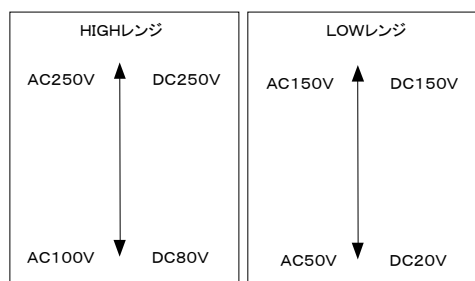 HIGHレンジ
AC250V DC250V
AC100V DC80V
LOWレンジ
AC150V DC150V
AC50V DC20V